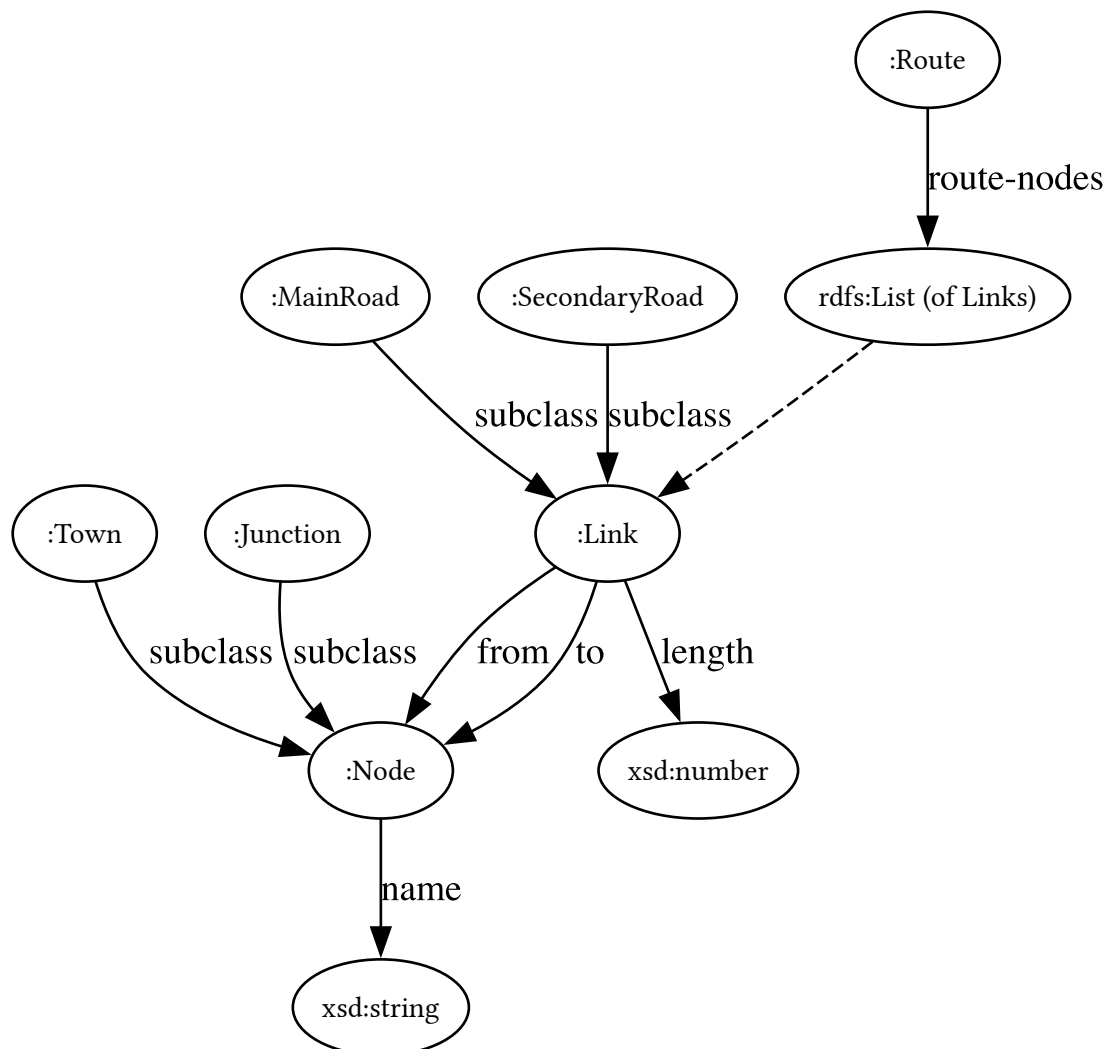 :Route
route-nodes
:MainRoad
:SecondaryRoad
rdfs:List (of Links)
subclass
subclass
:Town
:Junction
:Link
subclass
subclass
from
to
length
:Node
xsd:number
name
xsd:string